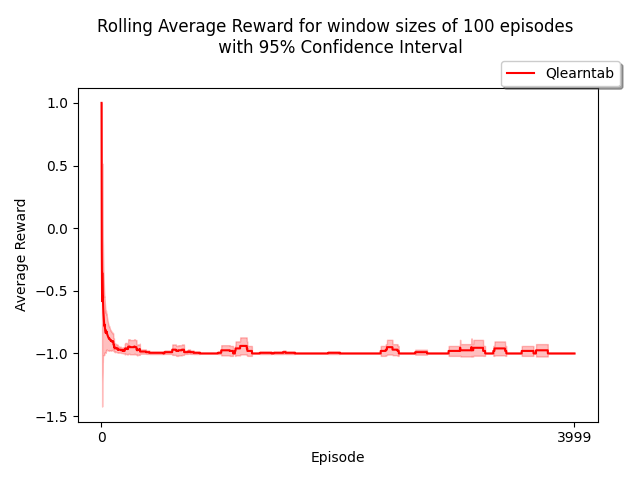 Rolling Average Reward for window sizes of 100 episodes
with 95% Confidence Interval
Qlearntab
1.0
0.5
0.0
−0.5
−1.0
−1.5
Average Reward
0
3999
Episode